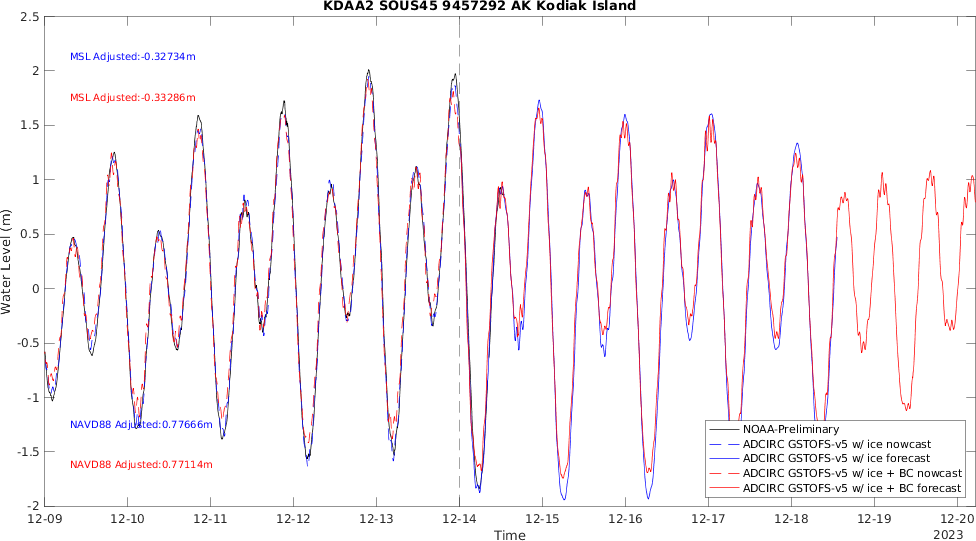 KDAA2 SOUS45 9457292 AK Kodiak Island
2.5
2
1.5
1
0.5
0
-0.5
-1
-1.5
-2
Water Level (m)
MSL Adjusted:-0.32734m
MSL Adjusted:-0.33286m
NAVD88 Adjusted:0.77666m
NAVD88 Adjusted:0.77114m
NOAA-Preliminary
ADCIRC GSTOFS-v5 w/ ice nowcast
ADCIRC GSTOFS-v5 w/ ice forecast
ADCIRC GSTOFS-v5 w/ ice + BC nowcast
ADCIRC GSTOFS-v5 w/ ice + BC forecast
12-09 12-10 12-11 12-12 12-13 12-14 12-15 12-16 12-17 12-18 12-19 12-20
Time
2023